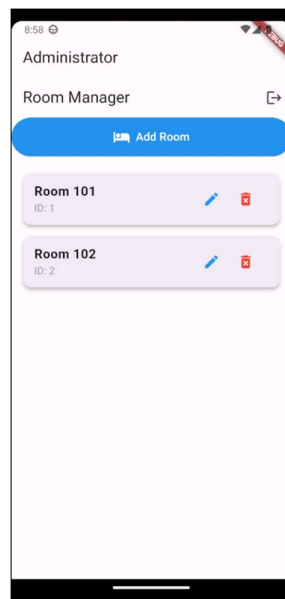 8:58
Administrator
Room Manager
Add Room
Room 101
ID: 1
Room 102
ID: 2